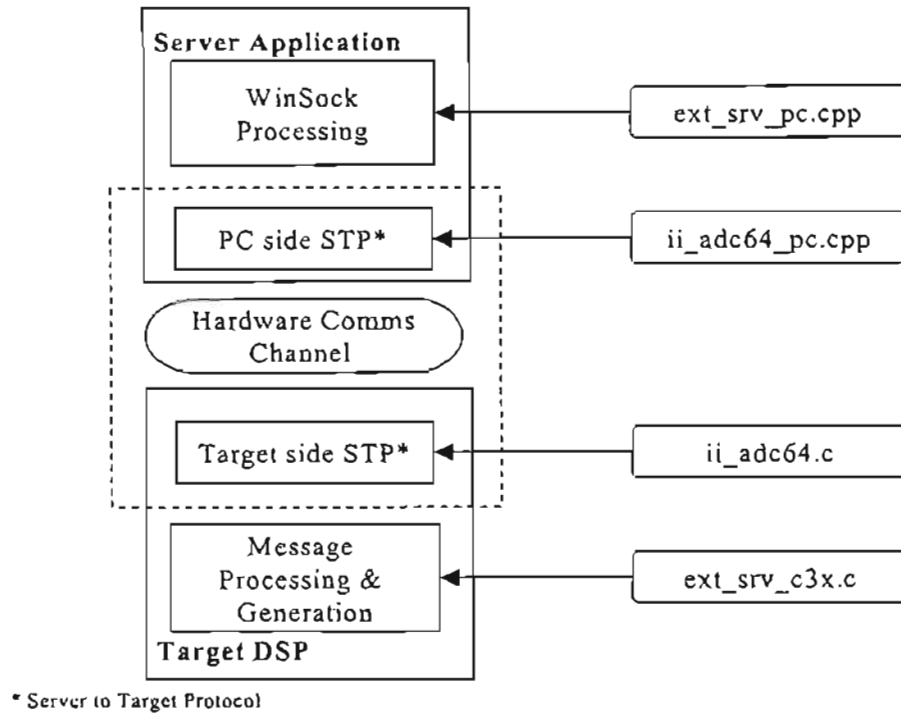 Server Application
WinSock
Processing
ext_srv_pc.cpp
PC side STP*
ii_adc64_pc.cpp
Hardware Comms
Channel
Target side STP*
ii_adc64.c
Message
Processing &
Generation
ext_srv_c3x.c
Target DSP
* Server to Target Protocol